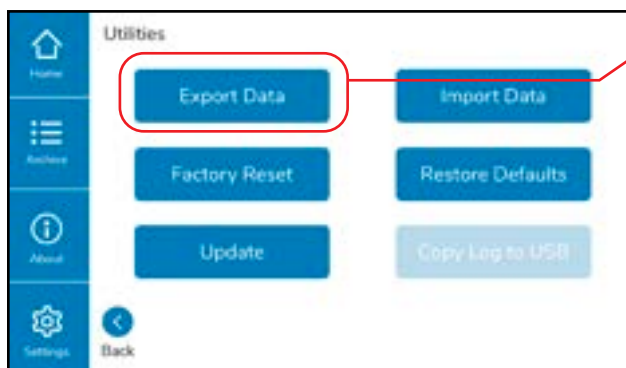 Utilities
Home
Export Data
Import Data
Archive
Factory Reset
Restore Defaults
About
Update
Copy Log to USB
Settings
Back